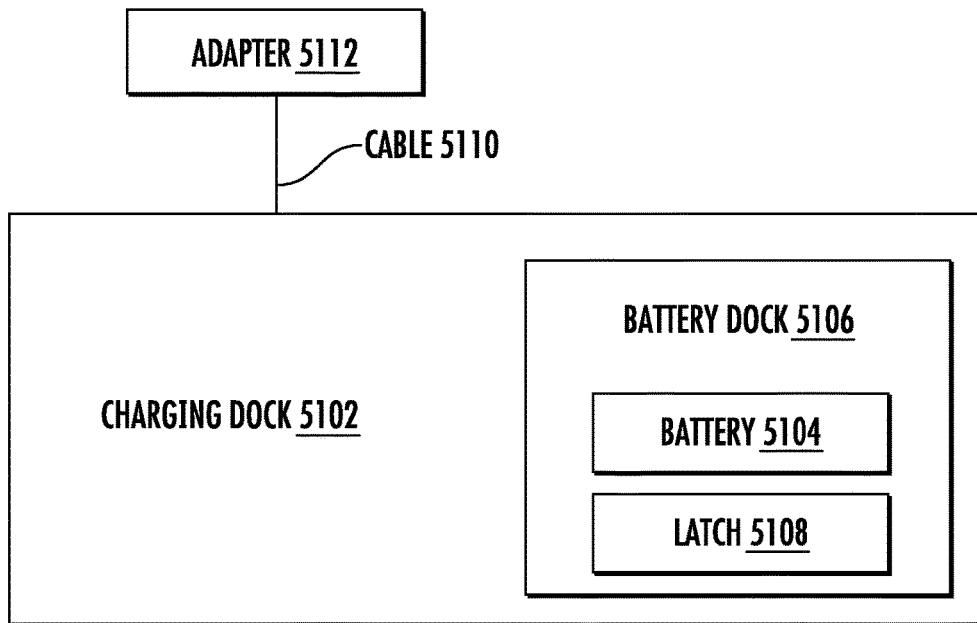 ADAPTER 5112
CABLE 5110
BATTERY DOCK 5106
CHARGING DOCK 5102
BATTERY 5104
LATCH 5108